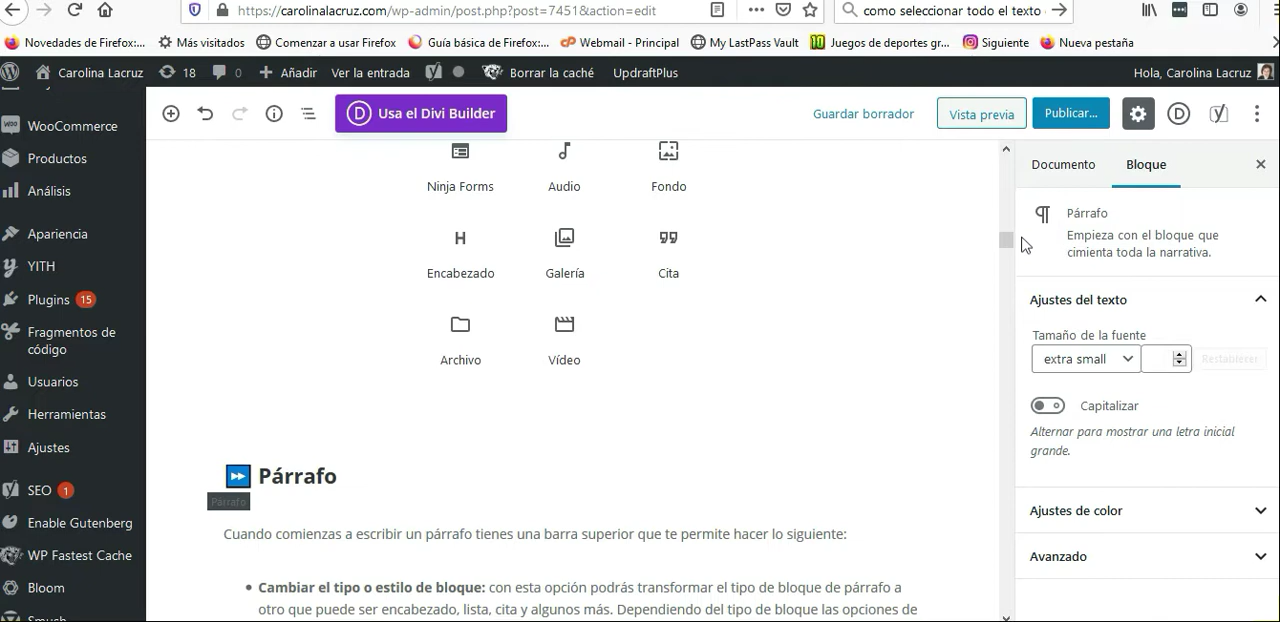 https://carolinalacruz.com/wp-admin/post.php?post=7451&action=edit
como seleccionar todo el texto
Novedades de Firefox:...
Más visitados
Comenzar a usar Firefox
Guía básica de Firefox:...
Webmail - Principal
My LastPass Vault
Juegos de deportes gr...
Siguiente
Nueva pestaña
Carolina Lacruz
18
0
Añadir
Ver la entrada
Borrar la caché
UpdraftPlus
Hola, Carolina Lacruz
WooCommerce
Productos
Análisis
Apariencia
YITH
Plugins 15
Fragmentos de
código
Usuarios
Herramientas
Ajustes
SEO 1
Enable Gutenberg
WP Fastest Cache
Bloom
Smush
Usa el Divi Builder
Guardar borrador
Vista previa
Publicar...
Ninja Forms
Audio
Fondo
Encabezado
Galería
Cita
Archivo
Vídeo
Párrafo
Párrafo
Cuando comienzas a escribir un párrafo tienes una barra superior que te permite hacer lo siguiente:
• Cambiar el tipo o estilo de bloque: con esta opción podrás transformar el tipo de bloque de párrafo a
otro que puede ser encabezado, lista, cita y algunos más. Dependiendo del tipo de bloque las opciones de
Documento
Bloque
Párrafo
Empieza con el bloque que
cimienta toda la narrativa.
Ajustes del texto
Tamaño de la fuente
extra small
Restablecer
Capitalizar
Alternar para mostrar una letra inicial
grande.
Ajustes de color
Avanzado